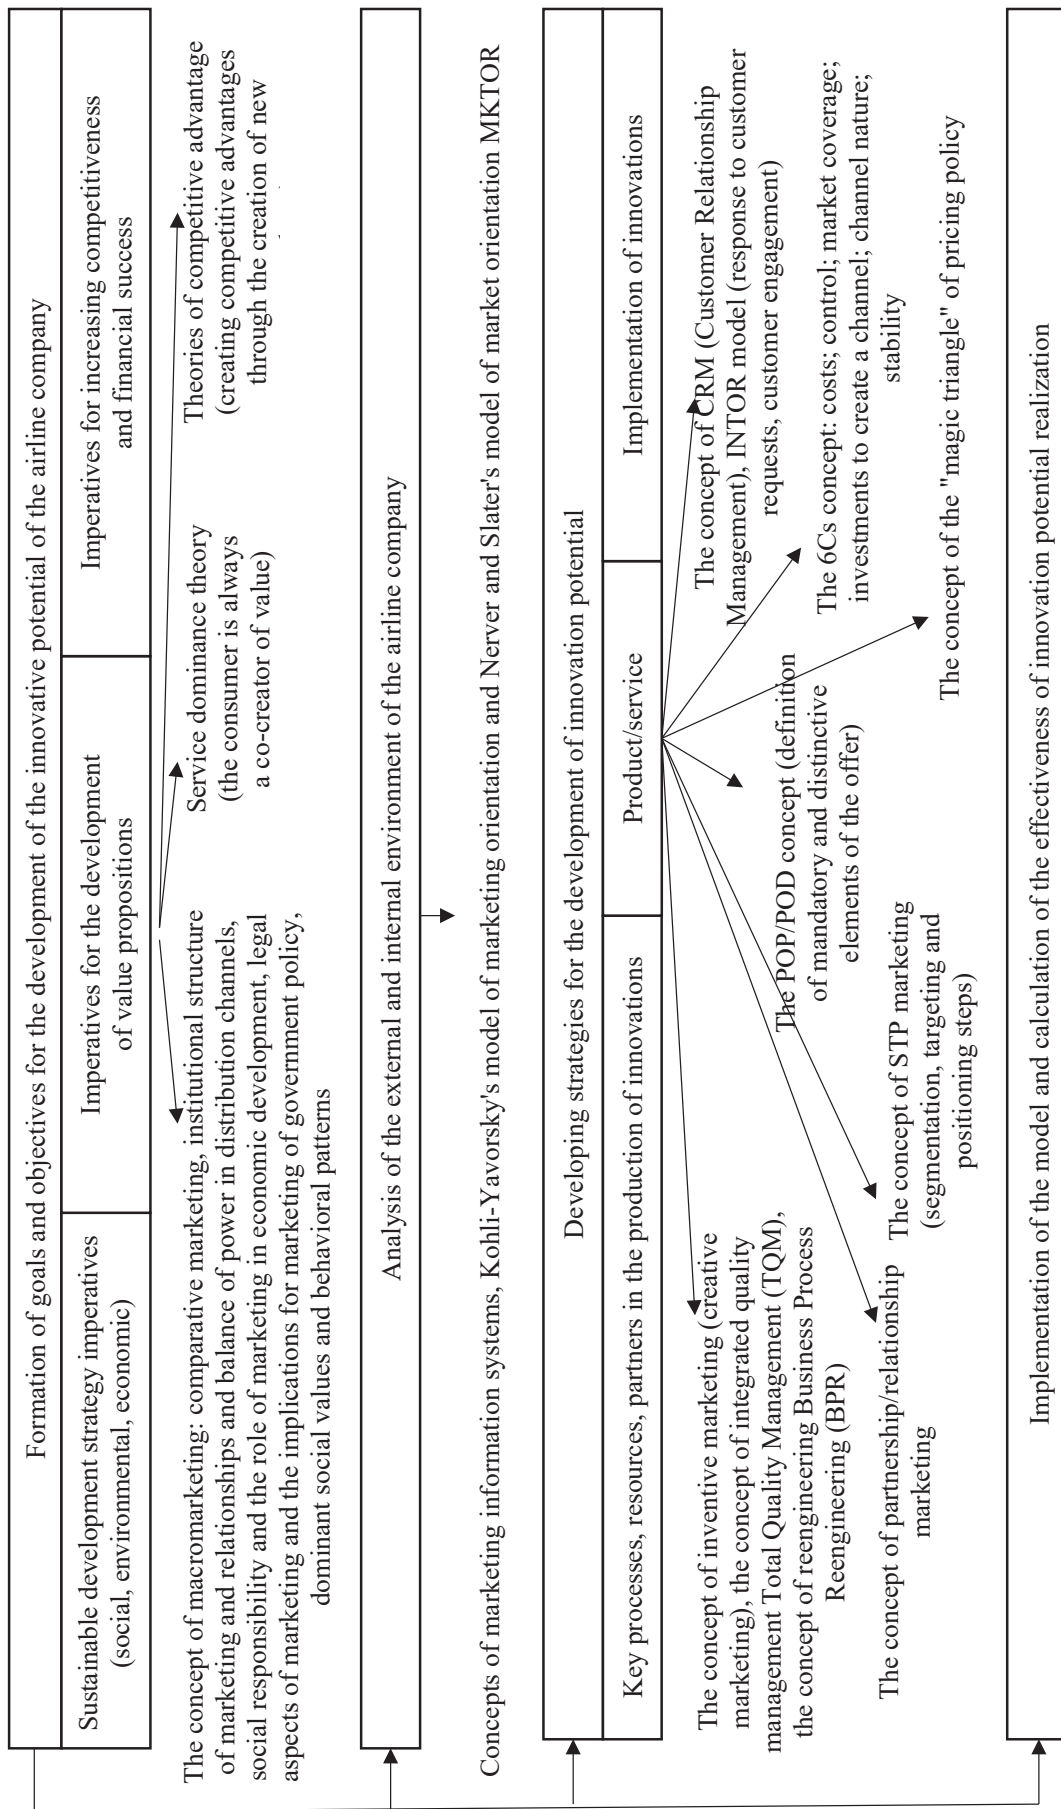 Formation of goals and objectives for the development of the innovative potential of the airline company
Sustainable development strategy imperatives
(social, environmental, economic)
Imperatives for the development
of value propositions
Imperatives for increasing competitiveness
and financial success
The concept of macromarketing: comparative marketing, institutional structure
of marketing and relationships and balance of power in distribution channels,
social responsibility and the role of marketing in economic development, legal
aspects of marketing and the implications for marketing of government policy,
dominant social values and behavioral patterns
Service dominance theory
(the consumer is always
a co-creator of value)
Theories of competitive advantage
(creating competitive advantages
through the creation of new
Analysis of the external and internal environment of the airline company
Concepts of marketing information systems, Kohli-Yavorsky's model of marketing orientation and Nerver and Slater's model of market orientation MKTOR
Developing strategies for the development of innovation potential
Key processes, resources, partners in the production of innovations
Product/service
Implementation of innovations
The concept of inventive marketing (creative
marketing), the concept of integrated quality
management Total Quality Management (TQM),
the concept of reengineering Business Process
Reengineering (BPR)
The concept of partnership/relationship
marketing
The POP/POD concept (definition
of mandatory and distinctive
elements of the offer)
The concept of STP marketing
(segmentation, targeting and
positioning steps)
The concept of CRM (Customer Relationship
Management), INTOR model (response to customer
requests, customer engagement)
The 6Cs concept: costs; control; market coverage;
investments to create a channel; channel nature;
stability
The concept of the "magic triangle" of pricing policy
Implementation of the model and calculation of the effectiveness of innovation potential realization